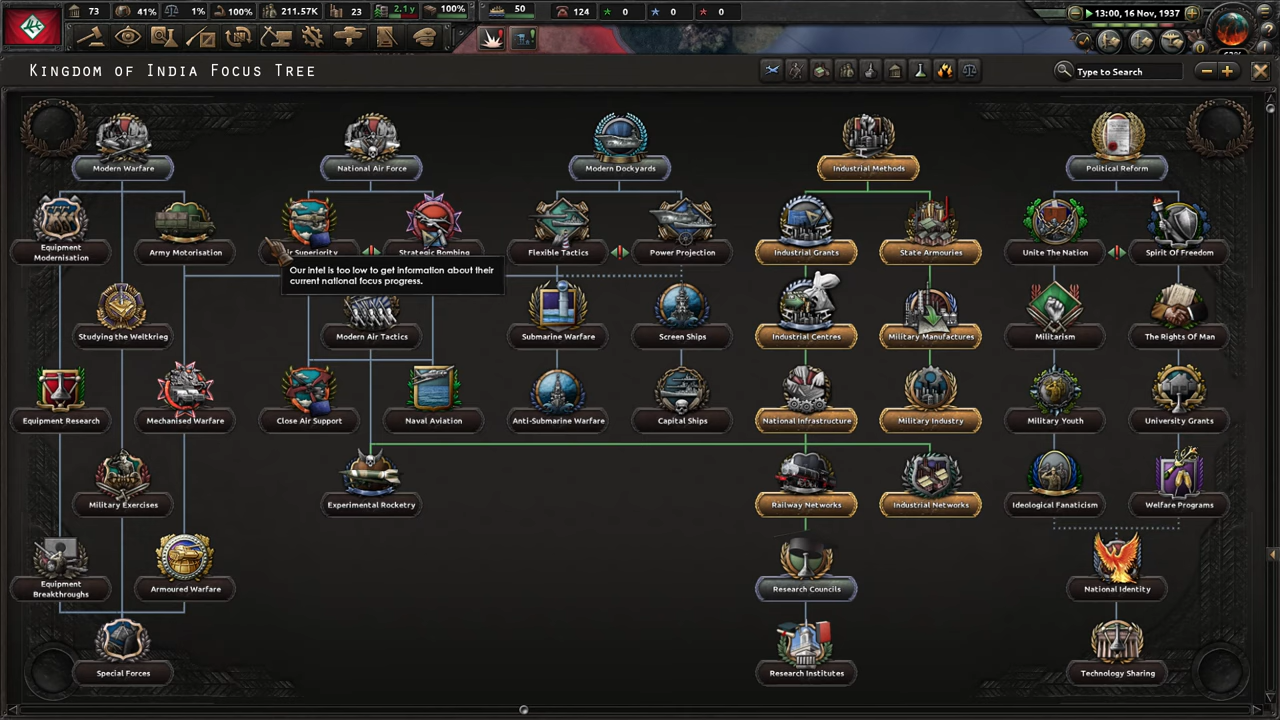 73 41% 1% 100% 211.57K 23 2.1 y 100% 50 124 0 0 0 13:00, 16 Nov, 1937
Kingdom of India Focus Tree
Type to Search
Modern Warfare National Air Force Modern Dockyards Industrial Methods Political Reform
Equipment Modernisation Army Motorisation Air Superiority Strategic Bombing Flexible Tactics Power Projection Industrial Grants State Armouries Unite The Nation Spirit Of Freedom
Our intel is too low to get information about their
current national focus progress.
Studying the Weltkrieg Modern Air Tactics Submarine Warfare Screen Ships Industrial Centres Military Manufactures Militarism The Rights Of Man
Equipment Research Mechanised Warfare Close Air Support Naval Aviation Anti-Submarine Warfare Capital Ships National Infrastructure Military Industry Military Youth University Grants
Military Exercises Experimental Rocketry Railway Networks Industrial Networks Ideological Fanaticism Welfare Programs
Equipment Breakthroughs Armoured Warfare Research Councils National Identity
Special Forces Research Institutes Technology Sharing